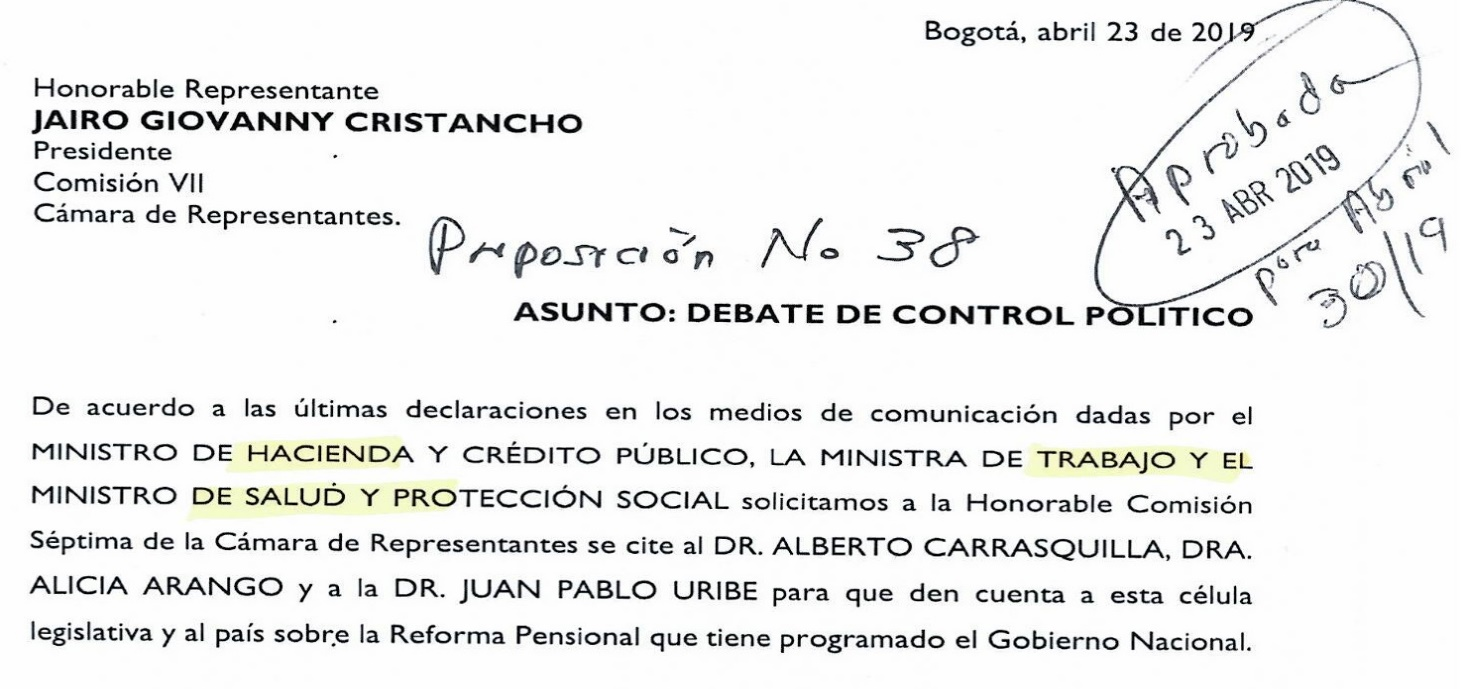 Bogotá, abril 23 de 2019
Honorable Representante
JAIRO GIOVANNY CRISTANCHO
Presidente
Comisión VII
Cámara de Representantes.
Aprobada
23 ABR 2019
para Abril
30/19
Proposición No 38
ASUNTO: DEBATE DE CONTROL POLITICO
De acuerdo a las últimas declaraciones en los medios de comunicación dadas por el
MINISTRO DE HACIENDA Y CRÉDITO PÚBLICO, LA MINISTRA DE TRABAJO Y EL
MINISTRO DE SALUD Y PROTECCIÓN SOCIAL solicitamos a la Honorable Comisión
Séptima de la Cámara de Representantes se cite al DR. ALBERTO CARRASQUILLA, DRA.
ALICIA ARANGO y a la DR. JUAN PABLO URIBE para que den cuenta a esta célula
legislativa y al país sobre la Reforma Pensional que tiene programado el Gobierno Nacional.